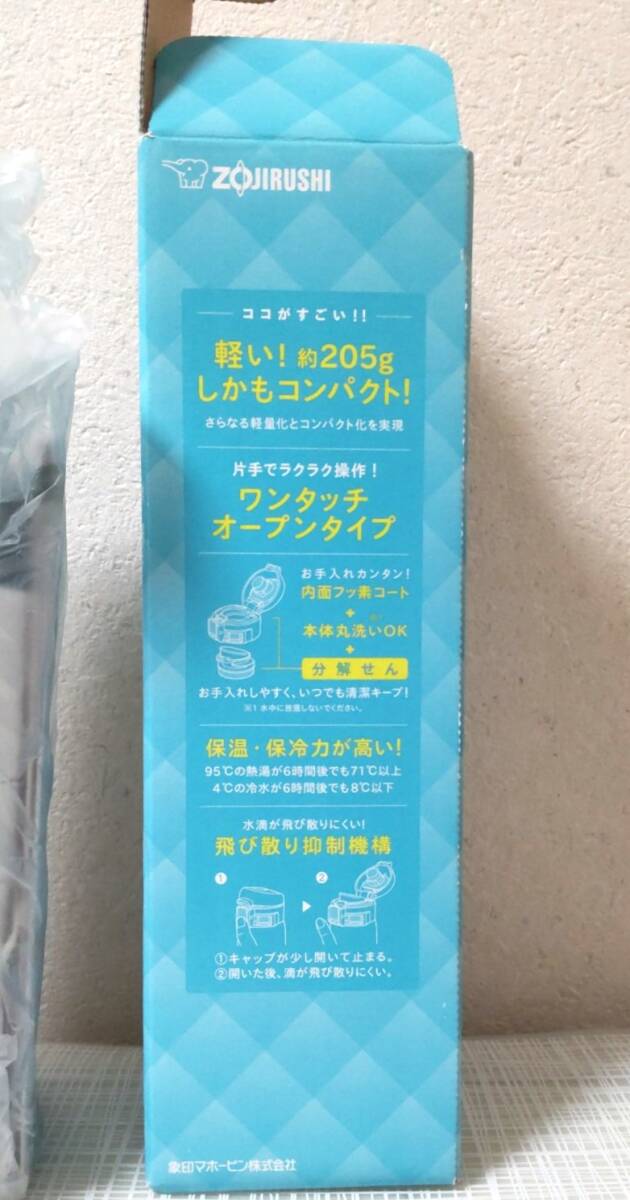 ZOJIRUSHI
ココがすごい!!
軽い! 約205g
しかもコンパクト!
さらなる軽量化とコンパクト化を実現
片手でラクラク操作!
ワンタッチ
オープンタイプ
お手入れカンタン!
内面フッ素コート
+
本体丸洗いOK
+
分解せん
お手入れしやすく、いつでも清潔キープ!
※1 水中に放置しないでください。
保温・保冷力が高い!
95℃の熱湯が6時間後でも71℃以上
4℃の冷水が6時間後でも8℃以下
水滴が飛び散りにくい!
飛び散り抑制機構
① ②
①キャップが少し開いて止まる。
②開いた後、滴が飛び散りにくい。
象印マホービン株式会社